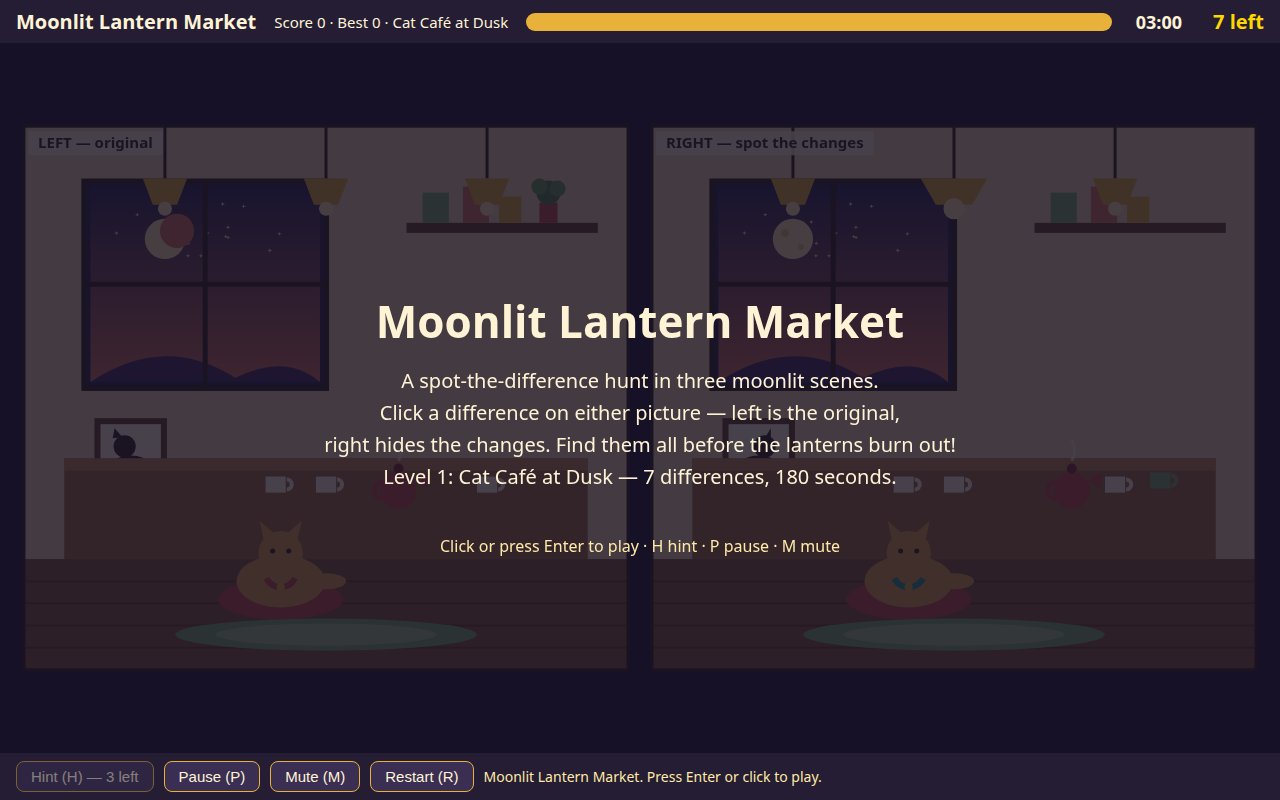 Moonlit Lantern Market
Score 0 · Best 0 · Cat Café at Dusk
03:00
7 left
LEFT — original
RIGHT — spot the changes
Moonlit Lantern Market
A spot-the-difference hunt in three moonlit scenes.
Click a difference on either picture — left is the original,
right hides the changes. Find them all before the lanterns burn out!
Level 1: Cat Café at Dusk — 7 differences, 180 seconds.
Click or press Enter to play · H hint · P pause · M mute
Hint (H) — 3 left
Pause (P)
Mute (M)
Restart (R)
Moonlit Lantern Market. Press Enter or click to play.